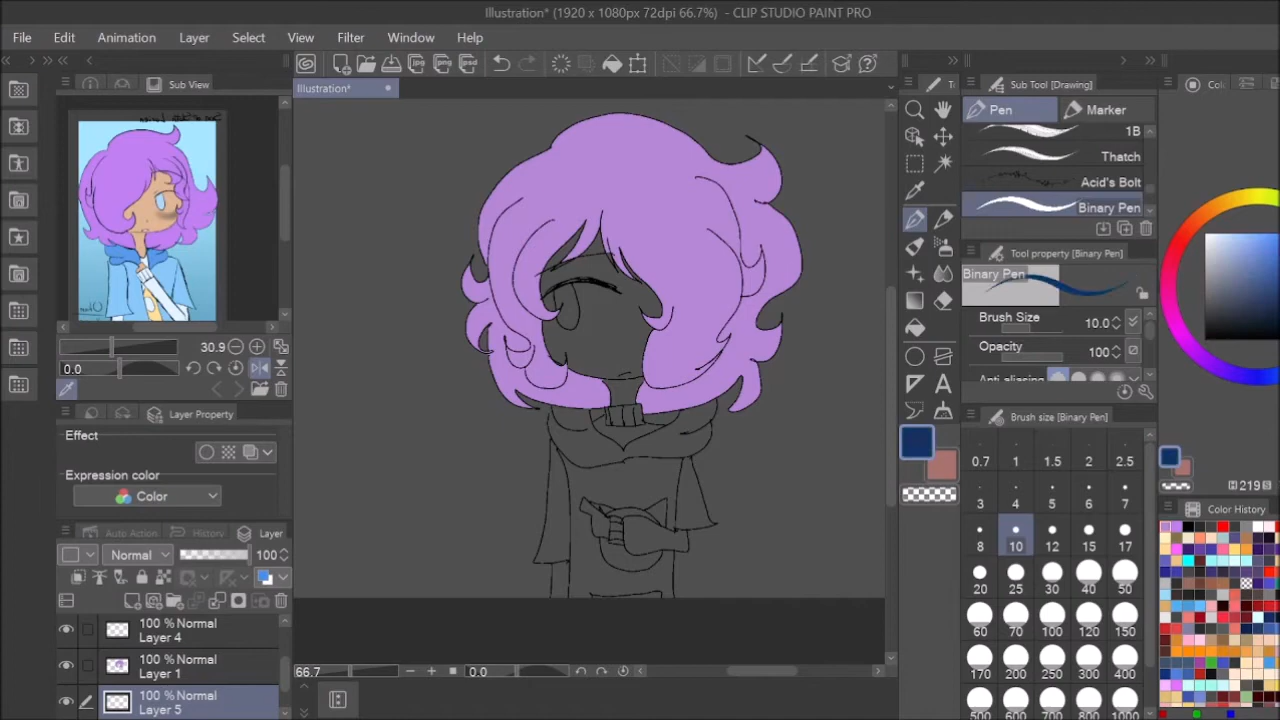 Illustration* (1920 x 1080px 72dpi 66.7%) - CLIP STUDIO PAINT PRO
File Edit Animation Layer Select View Filter Window Help
Sub View
Illustration*
Sub Tool [Drawing]
Pen Marker
1B
Thatch
Acid's Bolt
Binary Pen
Tool property [Binary Pen]
Binary Pen
Brush Size 10.0
Opacity 100
Anti-aliasing
30.9
0.0
Layer Property
Effect
Expression color
Color
Auto Action History Layer
Normal 100
100 % Normal
Layer 4
100 % Normal
Layer 1
100 % Normal
Layer 5
66.7 0.0
Brush size [Binary Pen]
0.7 1 1.5 2 2.5
3 4 5 6 7
8 10 12 15 17
20 25 30 40 50
60 70 100 120 150
170 200 250 300 400
500 600 700 800 1000
H 219 S
Color History